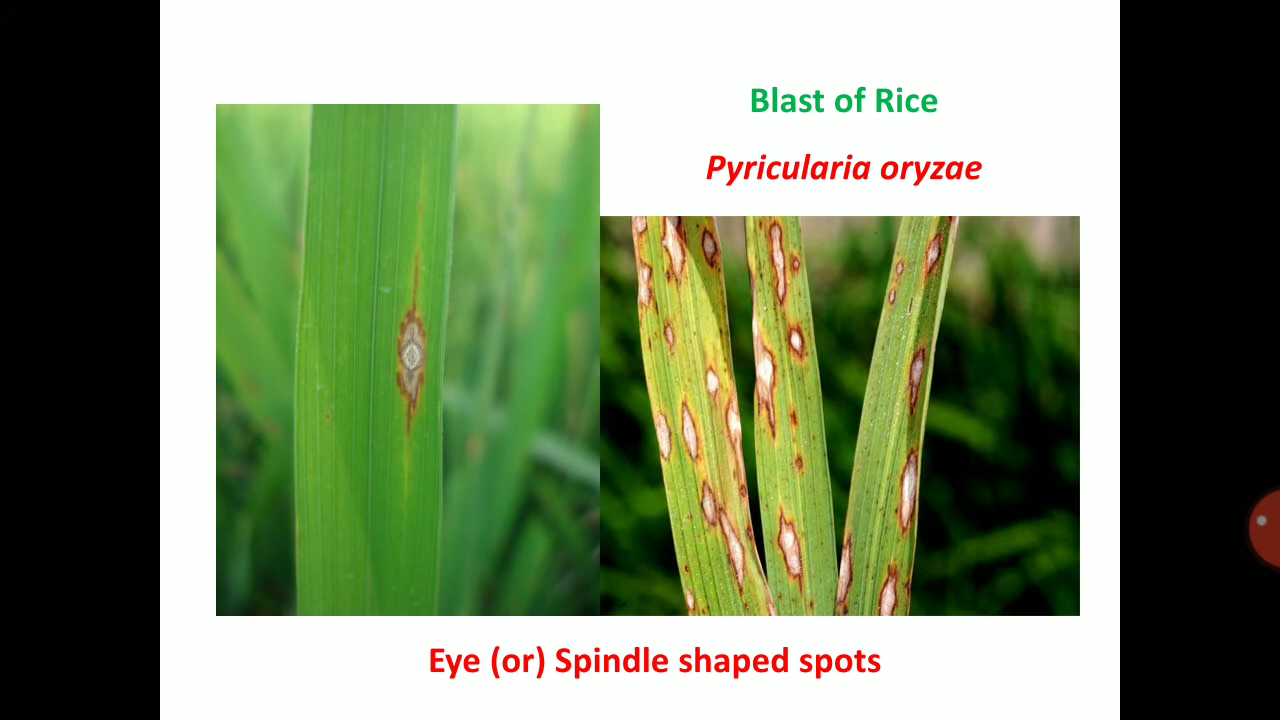 Blast of Rice
Pyricularia oryzae
Eye (or) Spindle shaped spots